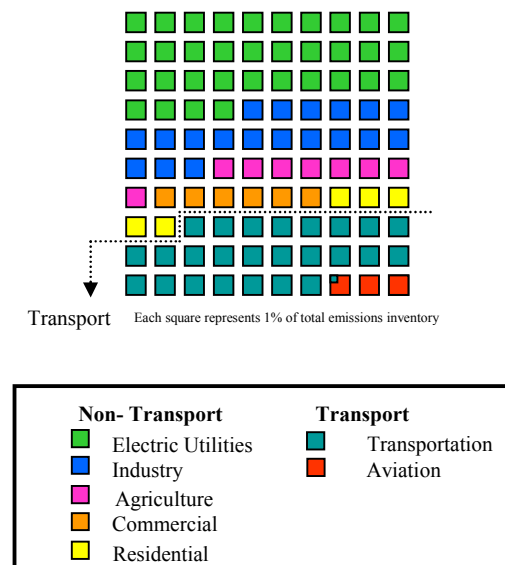 Transport
Each square represents 1% of total emissions inventory
Non- Transport
Electric Utilities
Industry
Agriculture
Commercial
Residential
Transport
Transportation
Aviation